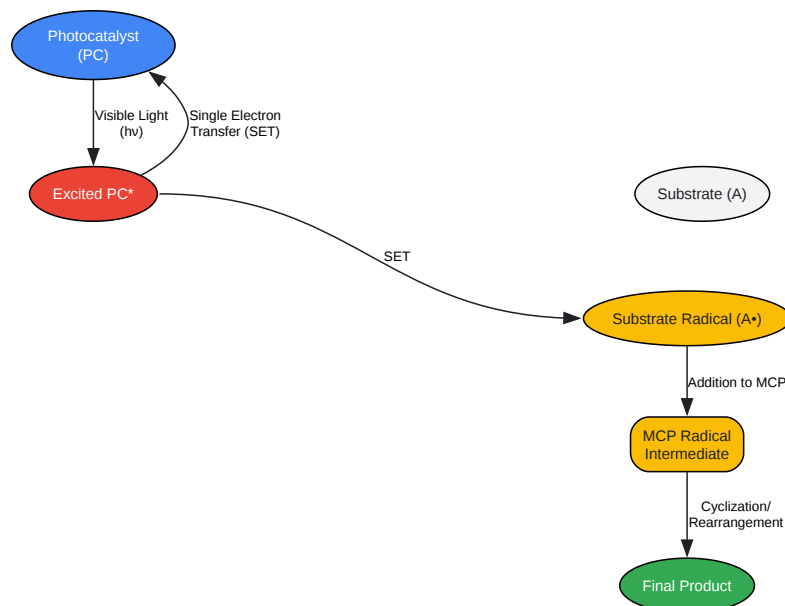 Photocatalyst
(PC)
Visible Light
(hν)
Single Electron
Transfer (SET)
Excited PC*
Substrate (A)
SET
Substrate Radical (A•)
Addition to MCP
MCP Radical
Intermediate
Cyclization/
Rearrangement
Final Product